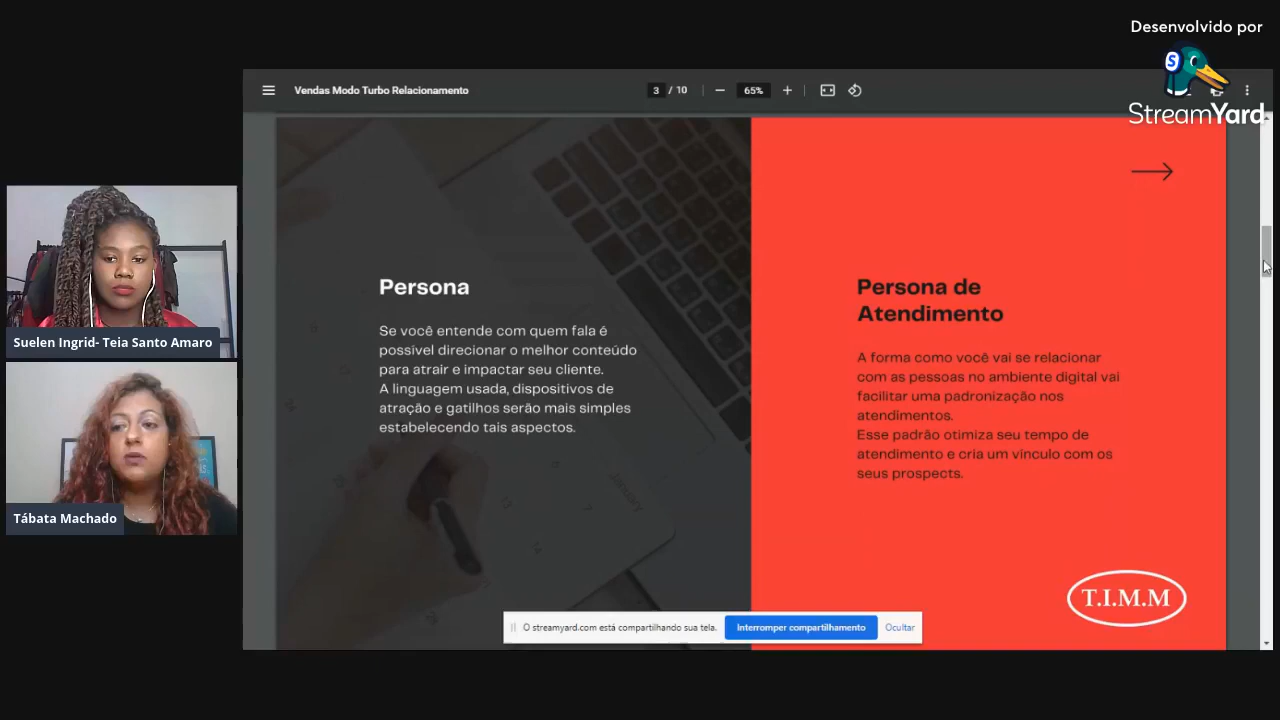 Desenvolvido por
StreamYard
Vendas Modo Turbo Relacionamento
3 / 10
65%
Persona
Se você entende com quem fala é
possivel direcionar o melhor conteúdo
para atrair e impactar seu cliente.
A linguagem usada, dispositivos de
atração e gatilhos serão mais simples
estabelecendo tais aspectos.
Persona de
Atendimento
A forma como você vai se relacionar
com as pessoas no ambiente digital vai
facilitar uma padronização nos
atendimentos.
Esse padrão otimiza seu tempo de
atendimento e cria um vínculo com os
seus prospects.
T.I.M.M
January
Suelen Ingrid- Teia Santo Amaro
Tábata Machado
O streamyard.com está compartilhando sua tela.
Interromper compartilhamento
Ocultar